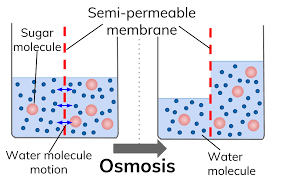 Semi-permeable
membrane
Sugar
molecule
Water molecule
motion
Osmosis
Water
molecule